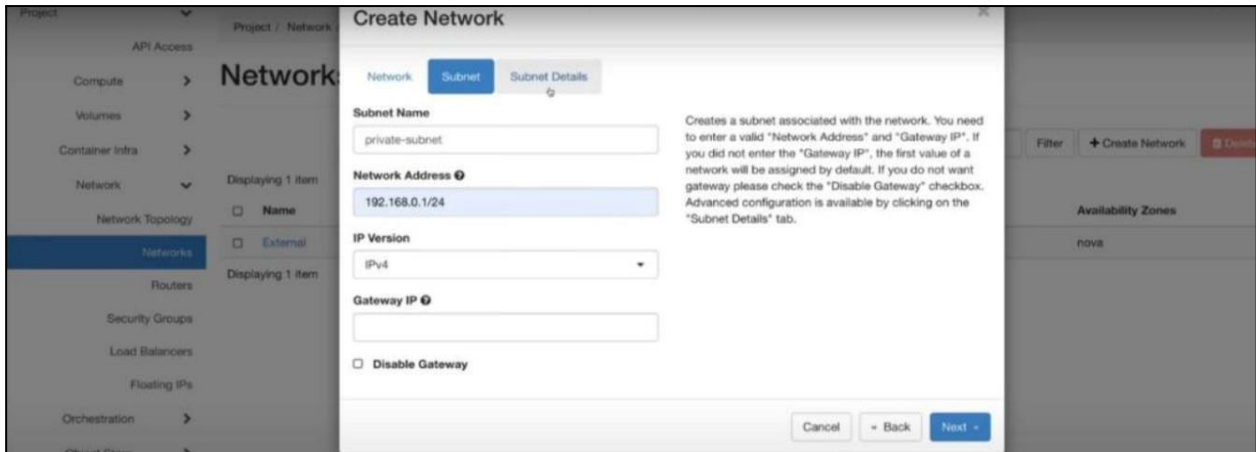 Project
API Access
Compute
Volumes
Container Infra
Network
Network Topology
Networks
Routers
Security Groups
Load Balancers
Floating IPs
Orchestration
Project / Network /
Networks
Displaying 1 item
Name
External
Displaying 1 item
Create Network
Network Subnet Subnet Details
Subnet Name
private-subnet
Network Address
192.168.0.1/24
IP Version
IPv4
Gateway IP
Disable Gateway
Creates a subnet associated with the network. You need
to enter a valid "Network Address" and "Gateway IP". If
you did not enter the "Gateway IP", the first value of a
network will be assigned by default. If you do not want
gateway please check the "Disable Gateway" checkbox.
Advanced configuration is available by clicking on the
"Subnet Details" tab.
Cancel « Back Next »
Filter + Create Network
Availability Zones
nova